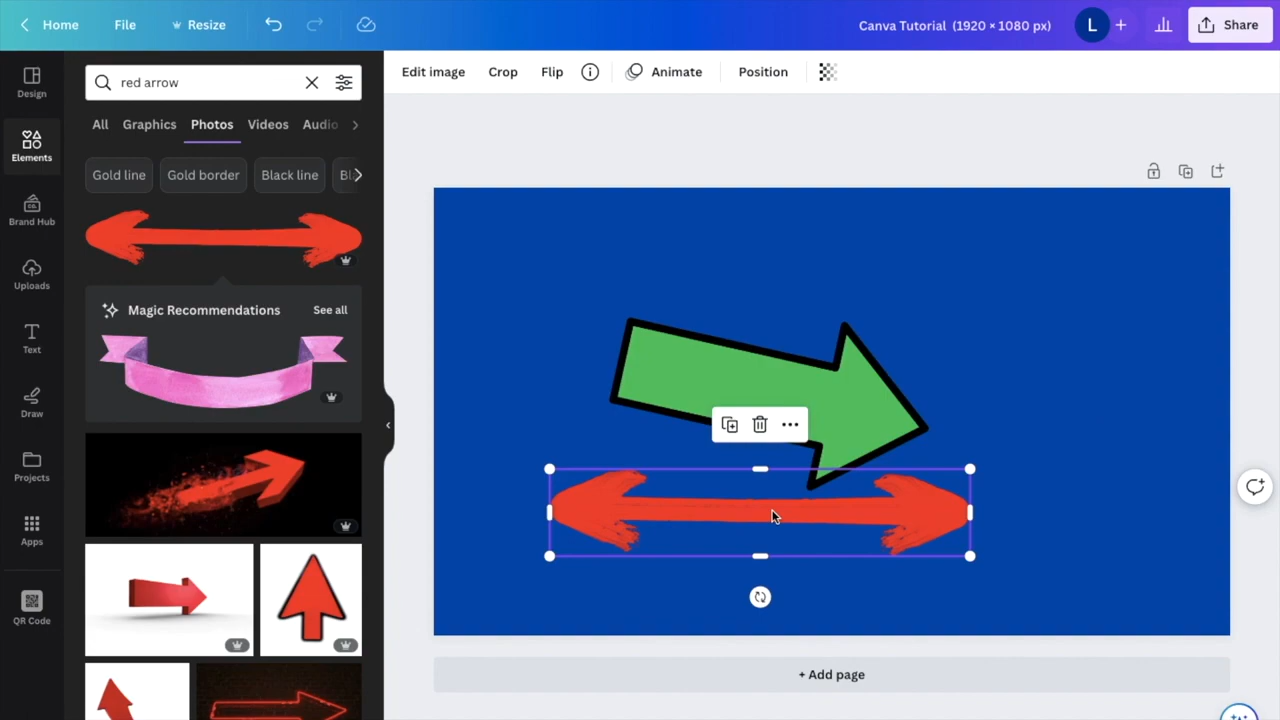 Home
File
Resize
Canva Tutorial (1920 × 1080 px)
L
+
Share
Design
Elements
Brand Hub
Uploads
Text
Draw
Projects
Apps
QR Code
red arrow
All
Graphics
Photos
Videos
Audio
Gold line
Gold border
Black line
Magic Recommendations
See all
Edit image
Crop
Flip
Animate
Position
+ Add page